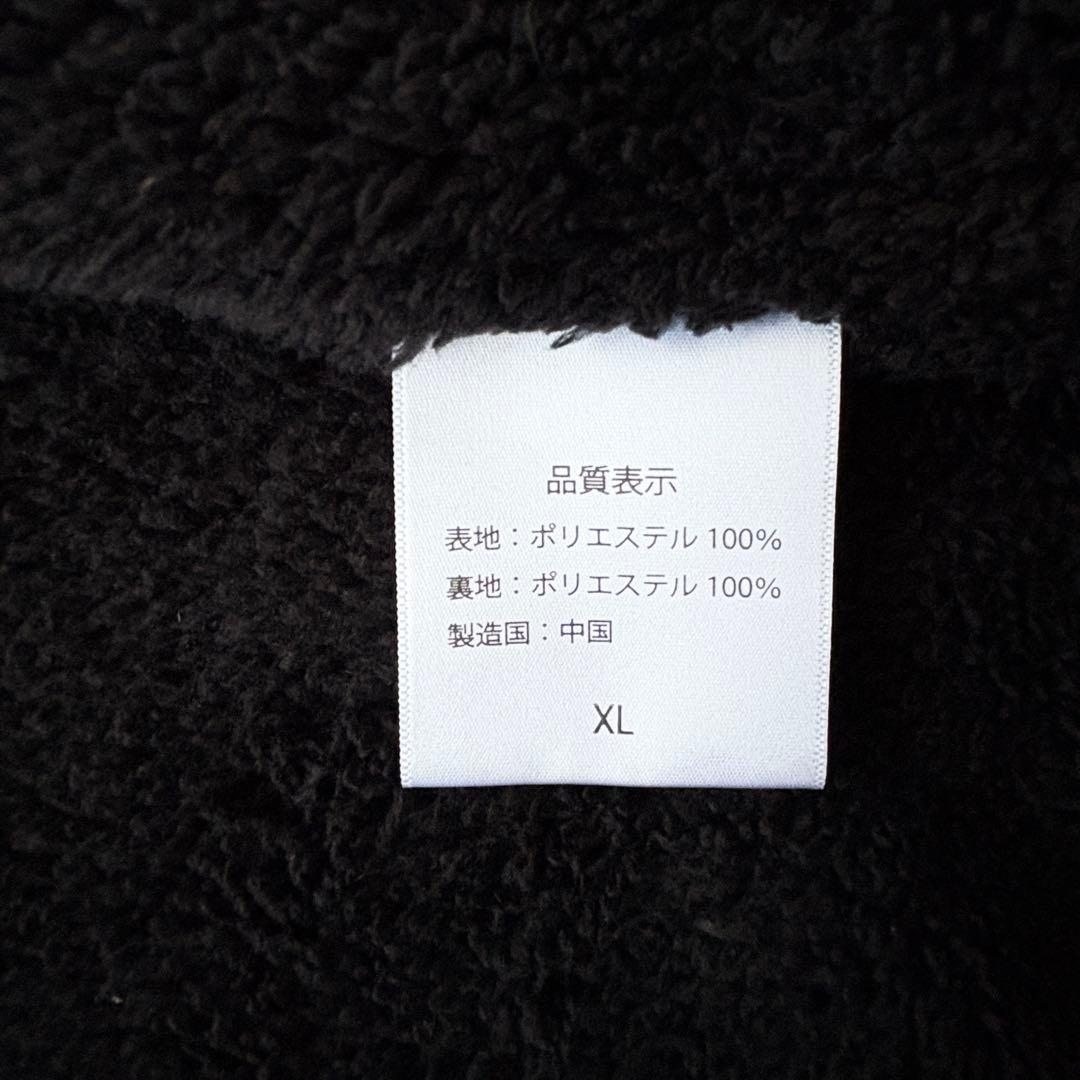 品質表示
表地：ポリエステル 100%
裏地：ポリエステル 100%
製造国：中国
XL